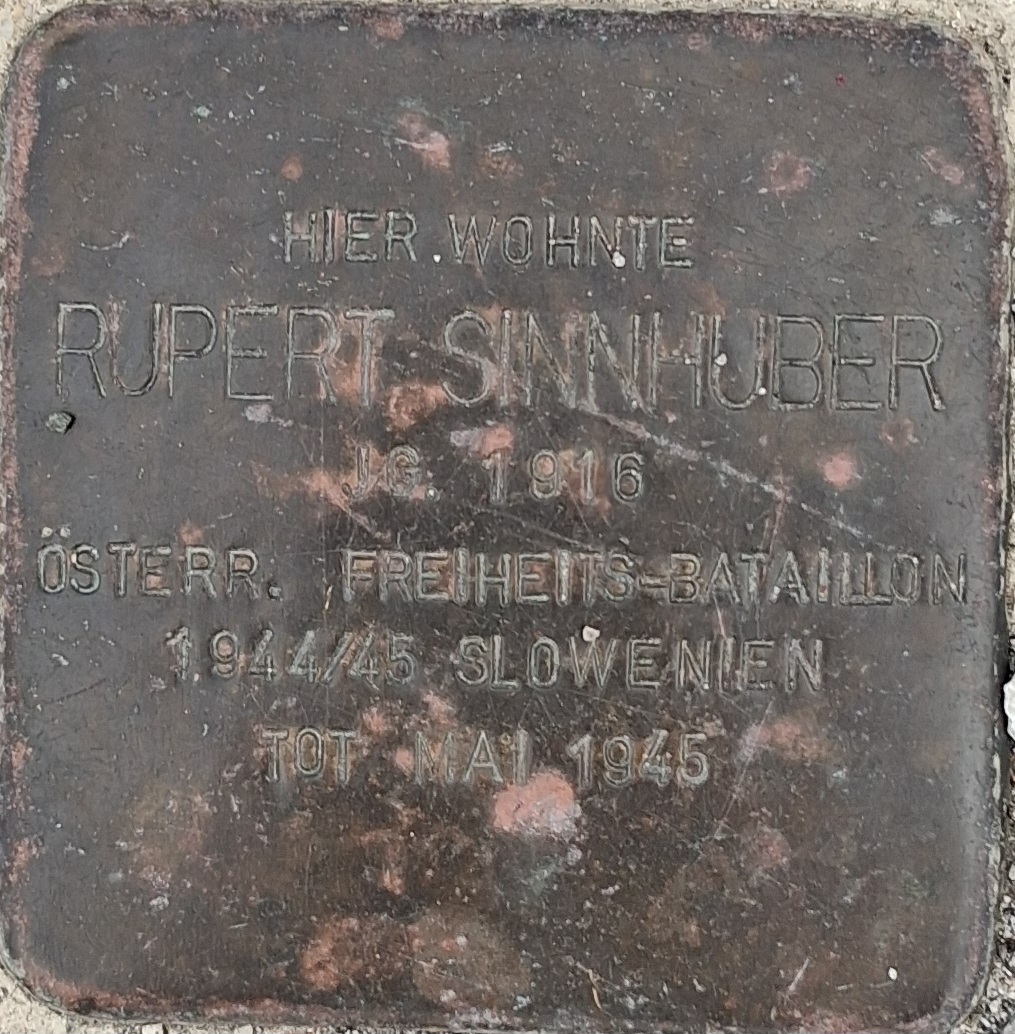 HIER WOHNTE
RUPERT SINNHUBER
JG. 1916
ÖSTERR. FREIHEITS-BATAILLON
1944/45 SLOWENIEN
TOT MAI 1945